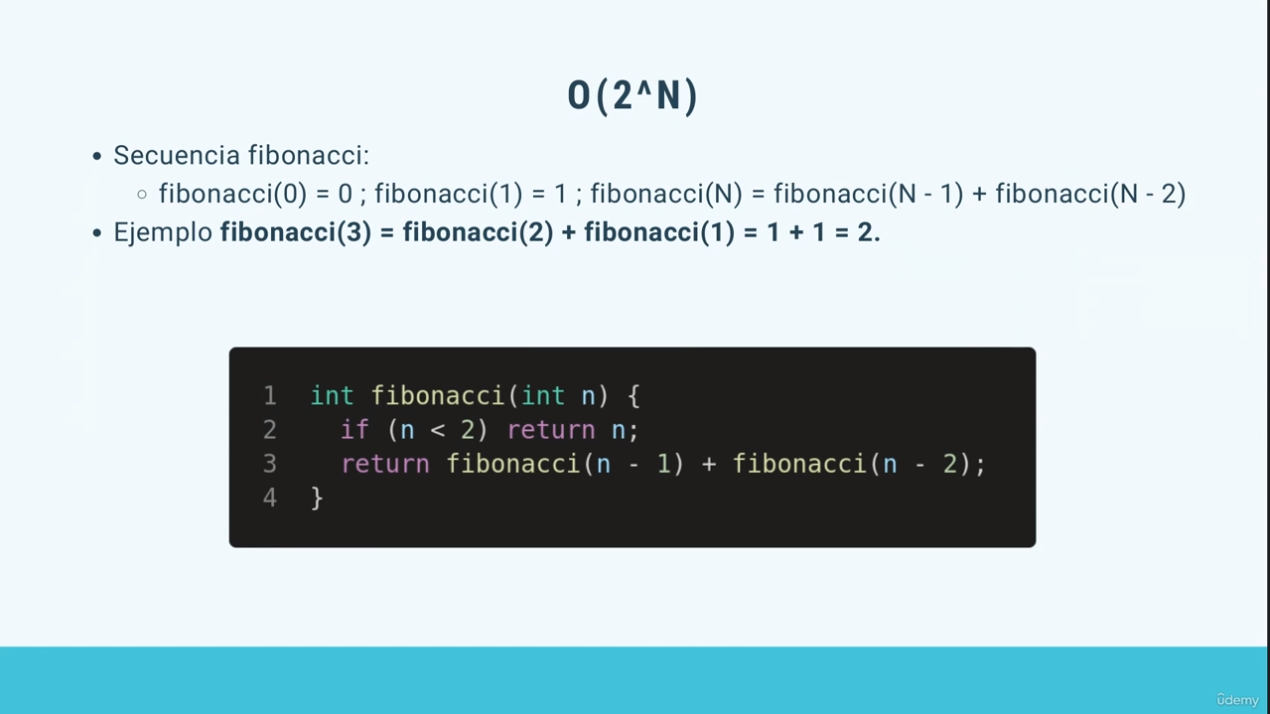 O(2^N)
• Secuencia fibonacci:
○ fibonacci(0) = 0 ; fibonacci(1) = 1 ; fibonacci(N) = fibonacci(N - 1) + fibonacci(N - 2)
• Ejemplo fibonacci(3) = fibonacci(2) + fibonacci(1) = 1 + 1 = 2.
1 int fibonacci(int n) {
2   if (n < 2) return n;
3   return fibonacci(n - 1) + fibonacci(n - 2);
4 }
ûdemy